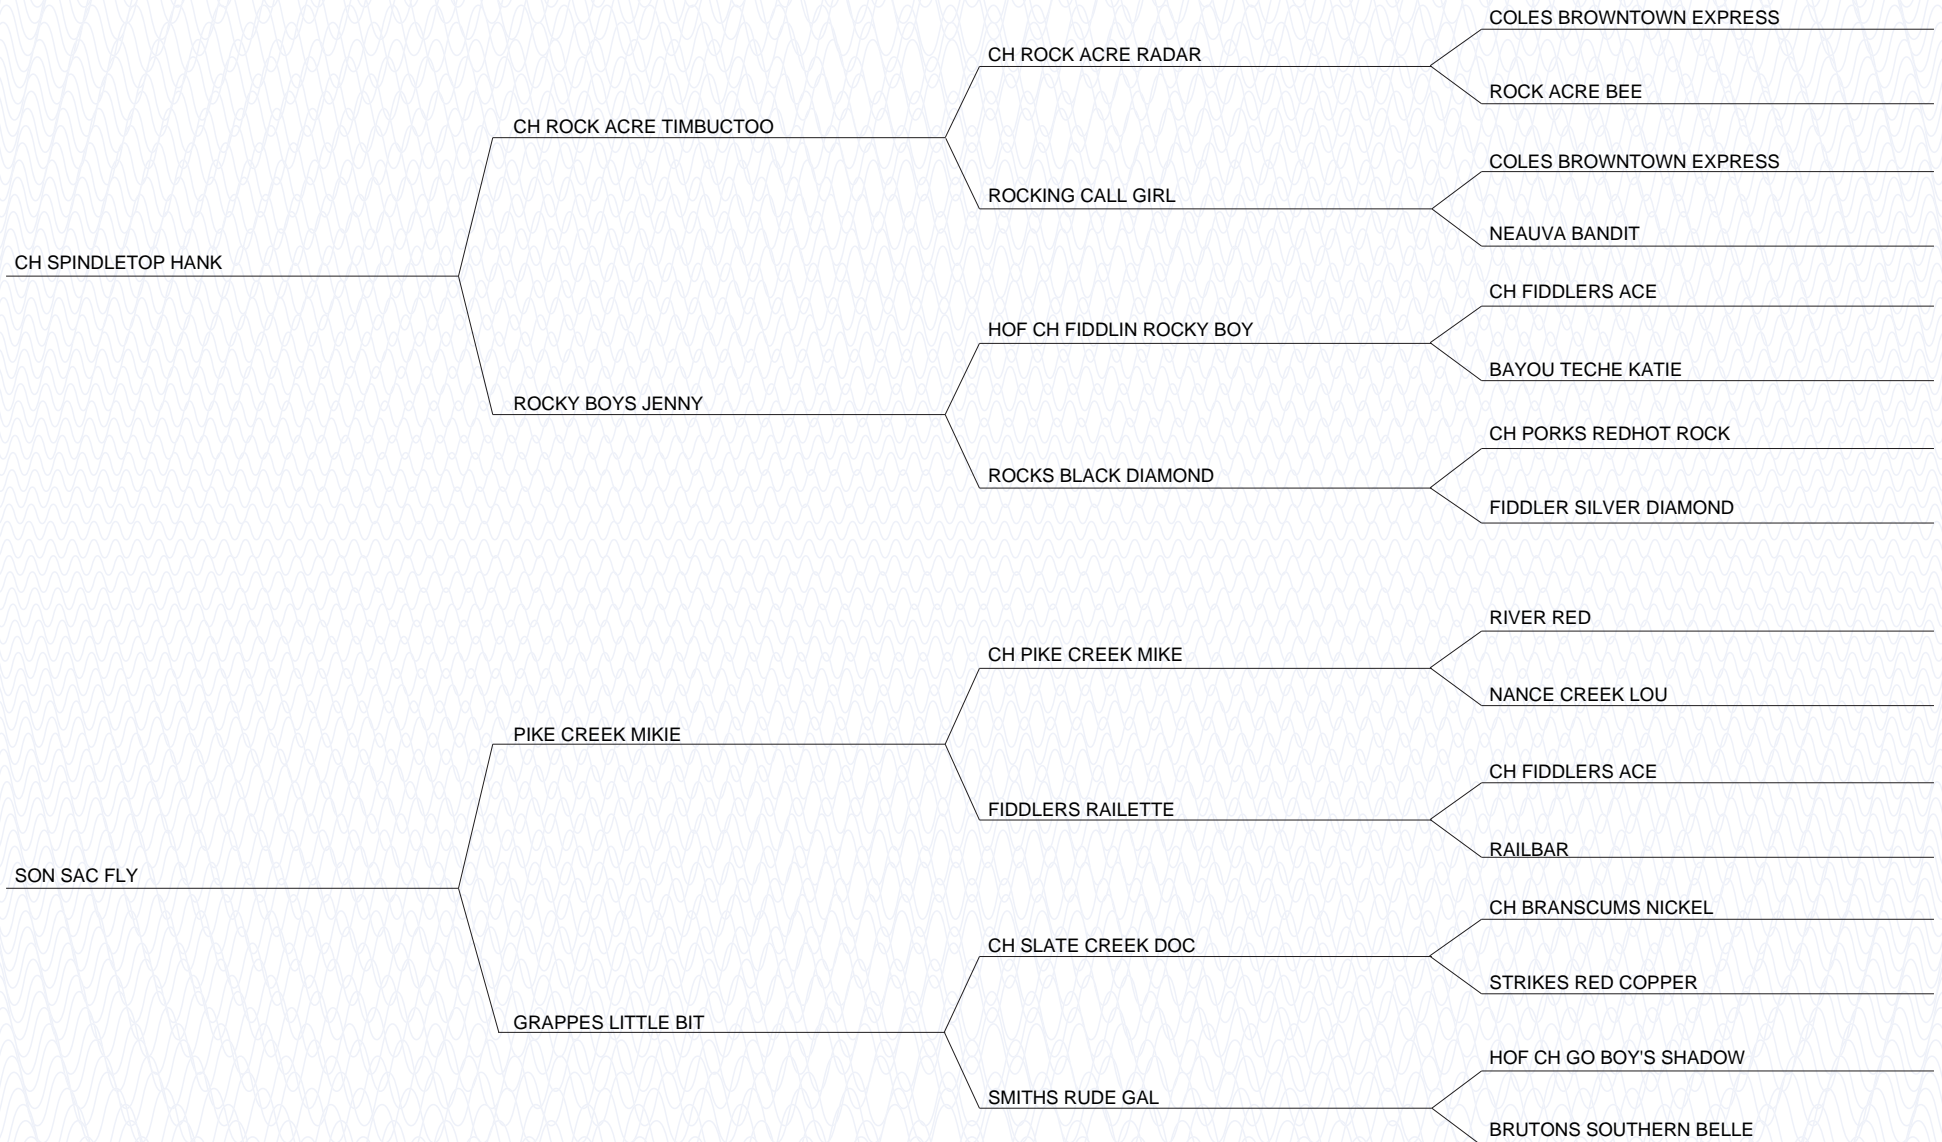 COLES BROWNTOWN EXPRESS
CH ROCK ACRE RADAR
ROCK ACRE BEE
CH ROCK ACRE TIMBUCTOO
COLES BROWNTOWN EXPRESS
ROCKING CALL GIRL
NEAUVA BANDIT
CH SPINDLETOP HANK
CH FIDDLERS ACE
HOF CH FIDDLIN ROCKY BOY
BAYOU TECHE KATIE
ROCKY BOYS JENNY
CH PORKS REDHOT ROCK
ROCKS BLACK DIAMOND
FIDDLER SILVER DIAMOND
RIVER RED
CH PIKE CREEK MIKE
NANCE CREEK LOU
PIKE CREEK MIKIE
CH FIDDLERS ACE
FIDDLERS RAILETTE
RAILBAR
SON SAC FLY
CH BRANSCUMS NICKEL
CH SLATE CREEK DOC
STRIKES RED COPPER
GRAPPES LITTLE BIT
HOF CH GO BOY'S SHADOW
SMITHS RUDE GAL
BRUTONS SOUTHERN BELLE